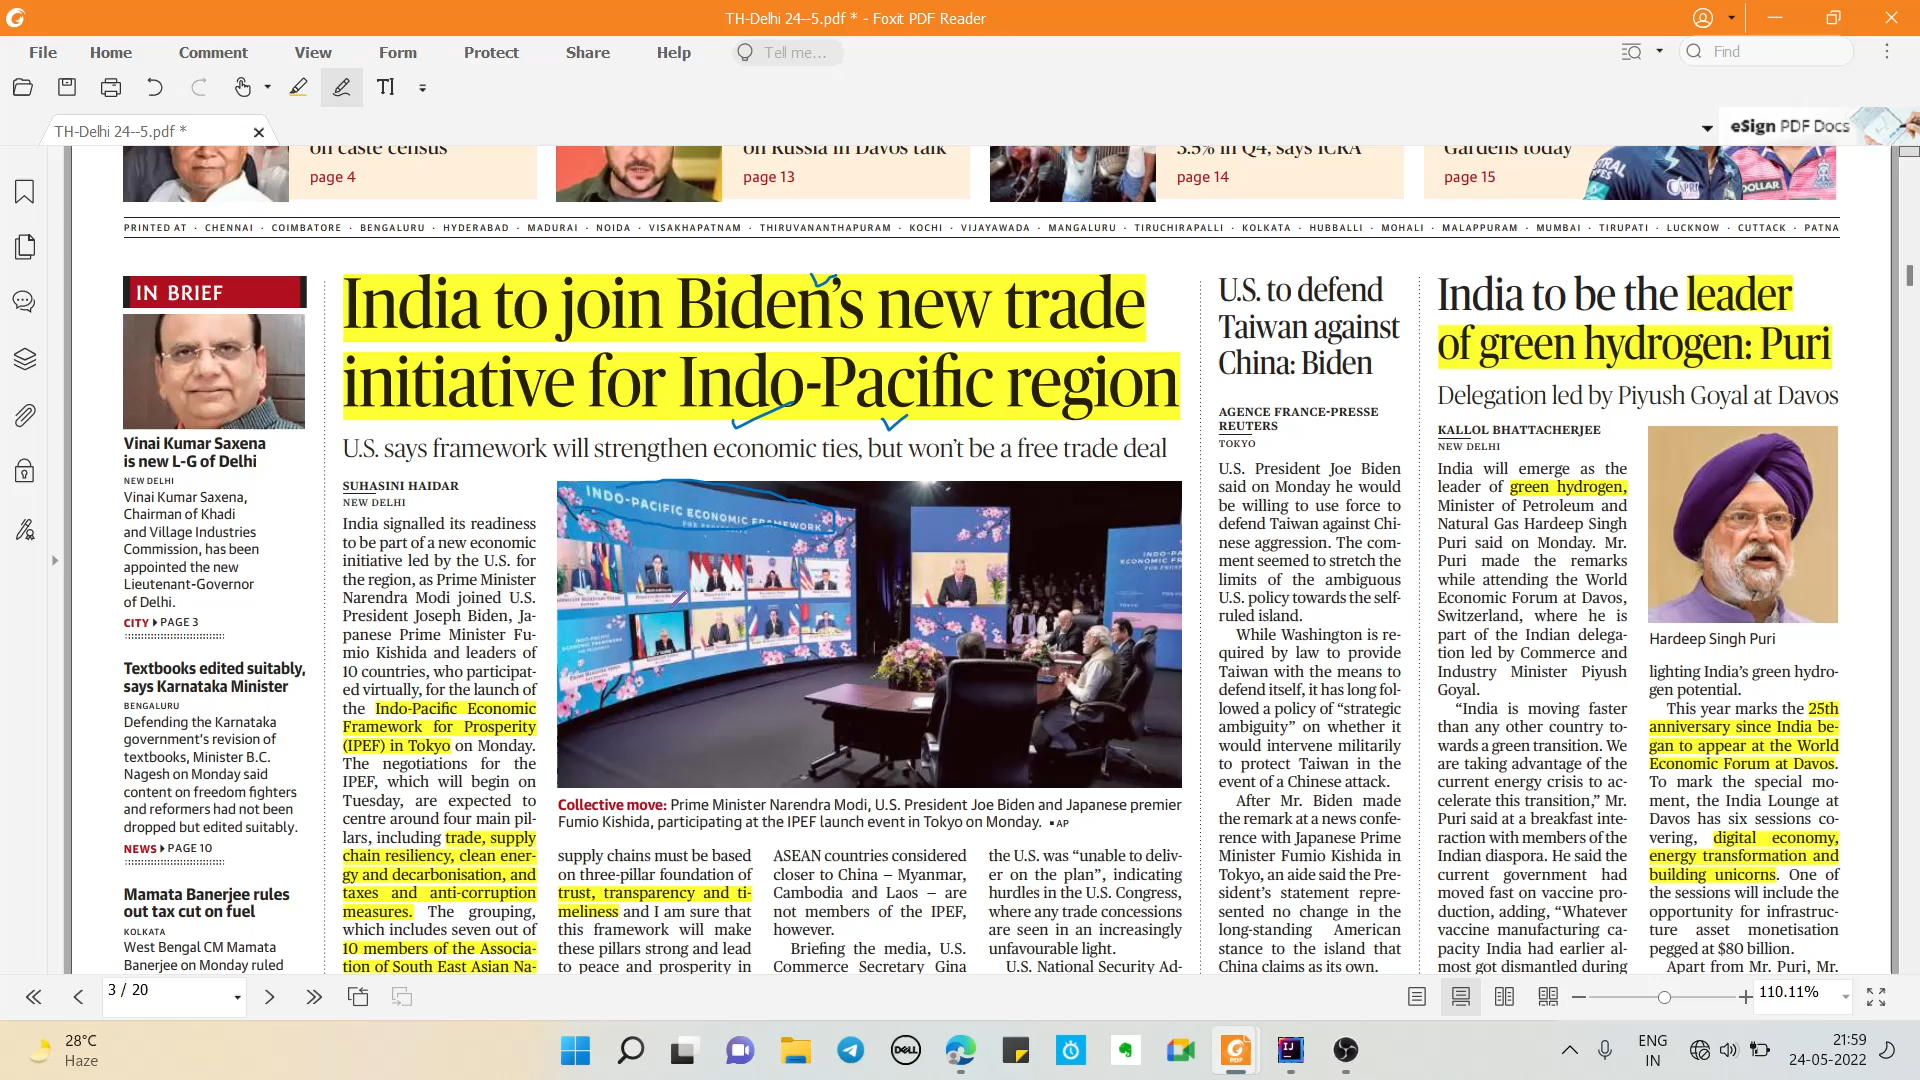 TH-Delhi 24--5.pdf * - Foxit PDF Reader
File Home Comment View Form Protect Share Help Tell me... Find
TH-Delhi 24--5.pdf *
eSign PDF Docs
on caste census
page 4
on Russia in Davos talk
page 13
3.5% in Q4, says ICRA
page 14
Gardens today
page 15
PRINTED AT · CHENNAI · COIMBATORE · BENGALURU · HYDERABAD · MADURAI · NOIDA · VISAKHAPATNAM · THIRUVANANTHAPURAM · KOCHI · VIJAYAWADA · MANGALURU · TIRUCHIRAPALLI · KOLKATA · HUBBALLI · MOHALI · MALAPPURAM · MUMBAI · TIRUPATI · LUCKNOW · CUTTACK · PATNA
IN BRIEF
Vinai Kumar Saxena
is new L-G of Delhi
NEW DELHI
Vinai Kumar Saxena,
Chairman of Khadi
and Village Industries
Commission, has been
appointed the new
Lieutenant-Governor
of Delhi.
CITY PAGE 3
Textbooks edited suitably,
says Karnataka Minister
BENGALURU
Defending the Karnataka
government's revision of
textbooks, Minister B.C.
Nagesh on Monday said
content on freedom fighters
and reformers had not been
dropped but edited suitably.
NEWS PAGE 10
Mamata Banerjee rules
out tax cut on fuel
KOLKATA
West Bengal CM Mamata
Banerjee on Monday ruled
India to join Biden's new trade
initiative for Indo-Pacific region
U.S. says framework will strengthen economic ties, but won't be a free trade deal
SUHASINI HAIDAR
NEW DELHI
India signalled its readiness
to be part of a new economic
initiative led by the U.S. for
the region, as Prime Minister
Narendra Modi joined U.S.
President Joseph Biden, Ja-
panese Prime Minister Fu-
mio Kishida and leaders of
10 countries, who participat-
ed virtually, for the launch of
the Indo-Pacific Economic
Framework for Prosperity
(IPEF) in Tokyo on Monday.
The negotiations for the
IPEF, which will begin on
Tuesday, are expected to
centre around four main pil-
lars, including trade, supply
chain resiliency, clean ener-
gy and decarbonisation, and
taxes and anti-corruption
measures. The grouping,
which includes seven out of
10 members of the Associa-
tion of South East Asian Na-
INDO-PACIFIC ECONOMIC FRAMEWORK
Collective move: Prime Minister Narendra Modi, U.S. President Joe Biden and Japanese premier
Fumio Kishida, participating at the IPEF launch event in Tokyo on Monday. ▪ AP
supply chains must be based
on three-pillar foundation of
trust, transparency and ti-
meliness and I am sure that
this framework will make
these pillars strong and lead
to peace and prosperity in
ASEAN countries considered
closer to China – Myanmar,
Cambodia and Laos – are
not members of the IPEF,
however.
Briefing the media, U.S.
Commerce Secretary Gina
the U.S. was “unable to deliv-
er on the plan”, indicating
hurdles in the U.S. Congress,
where any trade concessions
are seen in an increasingly
unfavourable light.
U.S. National Security Ad-
U.S. to defend
Taiwan against
China: Biden
AGENCE FRANCE-PRESSE
REUTERS
TOKYO
U.S. President Joe Biden
said on Monday he would
be willing to use force to
defend Taiwan against Chi-
nese aggression. The com-
ment seemed to stretch the
limits of the ambiguous
U.S. policy towards the self-
ruled island.
While Washington is re-
quired by law to provide
Taiwan with the means to
defend itself, it has long fol-
lowed a policy of “strategic
ambiguity” on whether it
would intervene militarily
to protect Taiwan in the
event of a Chinese attack.
After Mr. Biden made
the remark at a news confe-
rence with Japanese Prime
Minister Fumio Kishida in
Tokyo, an aide said the Pre-
sident's statement repre-
sented no change in the
long-standing American
stance to the island that
China claims as its own.
India to be the leader
of green hydrogen: Puri
Delegation led by Piyush Goyal at Davos
KALLOL BHATTACHERJEE
NEW DELHI
India will emerge as the
leader of green hydrogen,
Minister of Petroleum and
Natural Gas Hardeep Singh
Puri said on Monday. Mr.
Puri made the remarks
while attending the World
Economic Forum at Davos,
Switzerland, where he is
part of the Indian delega-
tion led by Commerce and
Industry Minister Piyush
Goyal.
“India is moving faster
than any other country to-
wards a green transition. We
are taking advantage of the
current energy crisis to ac-
celerate this transition,” Mr.
Puri said at a breakfast inte-
raction with members of the
Indian diaspora. He said the
current government had
moved fast on vaccine pro-
duction, adding, “Whatever
vaccine manufacturing ca-
pacity India had earlier al-
most got dismantled during
Hardeep Singh Puri
lighting India's green hydro-
gen potential.
This year marks the 25th
anniversary since India be-
gan to appear at the World
Economic Forum at Davos.
To mark the special mo-
ment, the India Lounge at
Davos has six sessions co-
vering, digital economy,
energy transformation and
building unicorns. One of
the sessions will include the
opportunity for infrastruc-
ture asset monetisation
pegged at $80 billion.
Apart from Mr. Puri, Mr.
3 / 20
110.11%
28°C
Haze
DELL
ENG
IN
21:59
24-05-2022